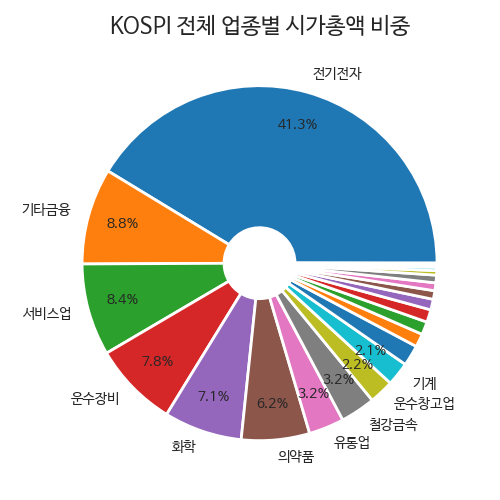 KOSPI 전체 업종별 시가총액 비중
전기전자
41.3%
기타금융
8.8%
서비스업
8.4%
운수장비
7.8%
화학
7.1%
의약품
6.2%
유통업
3.2%
철강금속
3.2%
운수창고업
2.2%
기계
2.1%